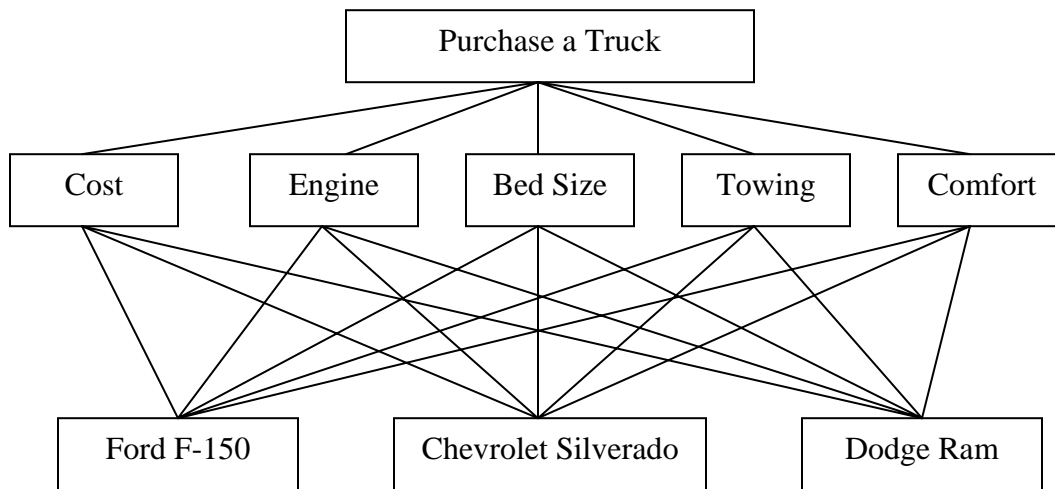 Purchase a Truck
Cost
Engine
Bed Size
Towing
Comfort
Ford F-150
Chevrolet Silverado
Dodge Ram